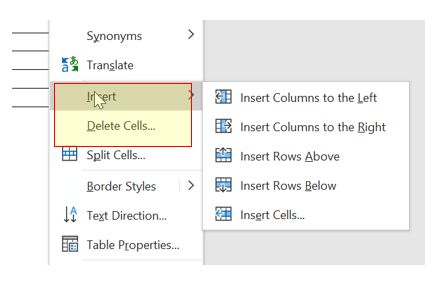 Synonyms
Translate
Insert
Delete Cells...
Split Cells...
Border Styles
Text Direction...
Table Properties...
Insert Columns to the Left
Insert Columns to the Right
Insert Rows Above
Insert Rows Below
Insert Cells...